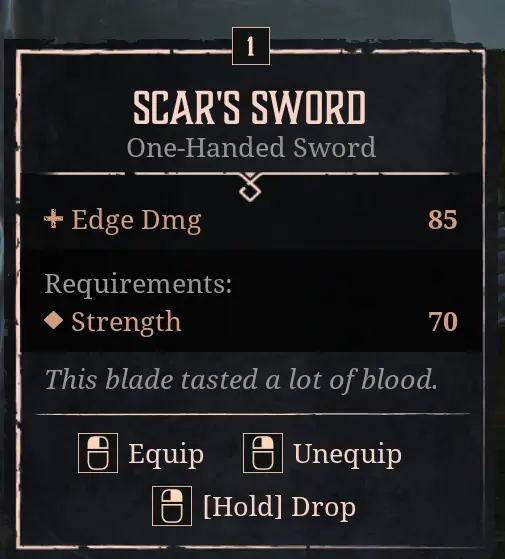 1
SCAR'S SWORD
One-Handed Sword
Edge Dmg 85
Requirements:
Strength 70
This blade tasted a lot of blood.
Equip Unequip
[Hold] Drop